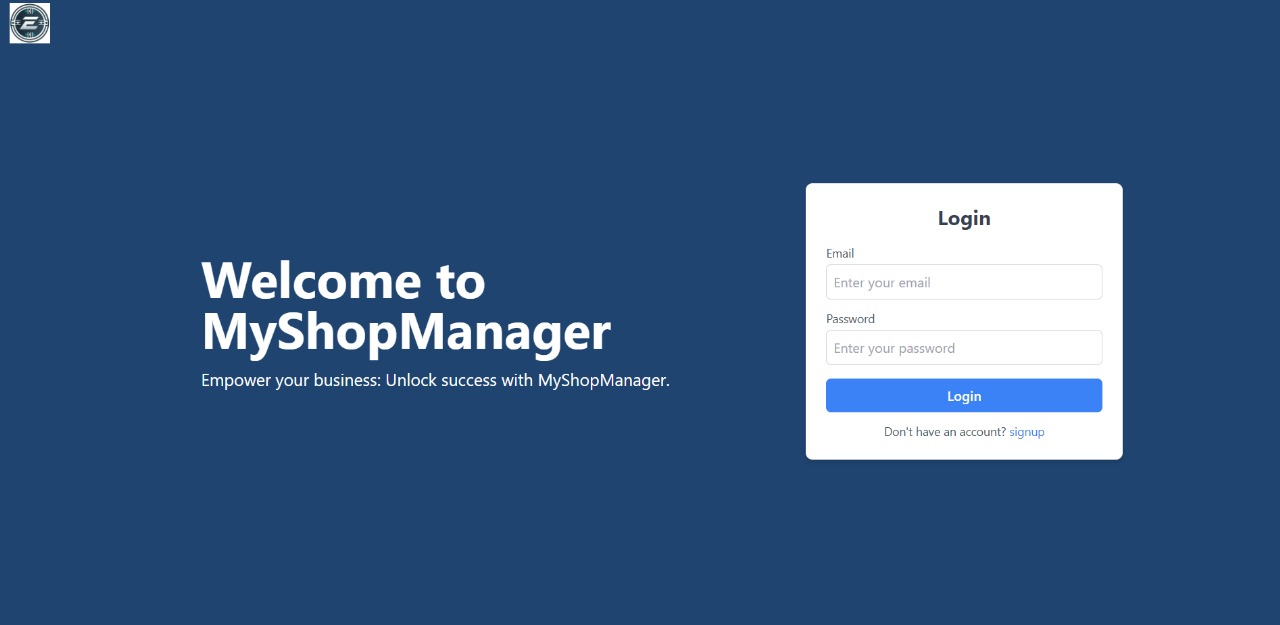 Welcome to
MyShopManager
Empower your business: Unlock success with MyShopManager.
Login
Email
Enter your email
Password
Enter your password
Login
Don't have an account? signup